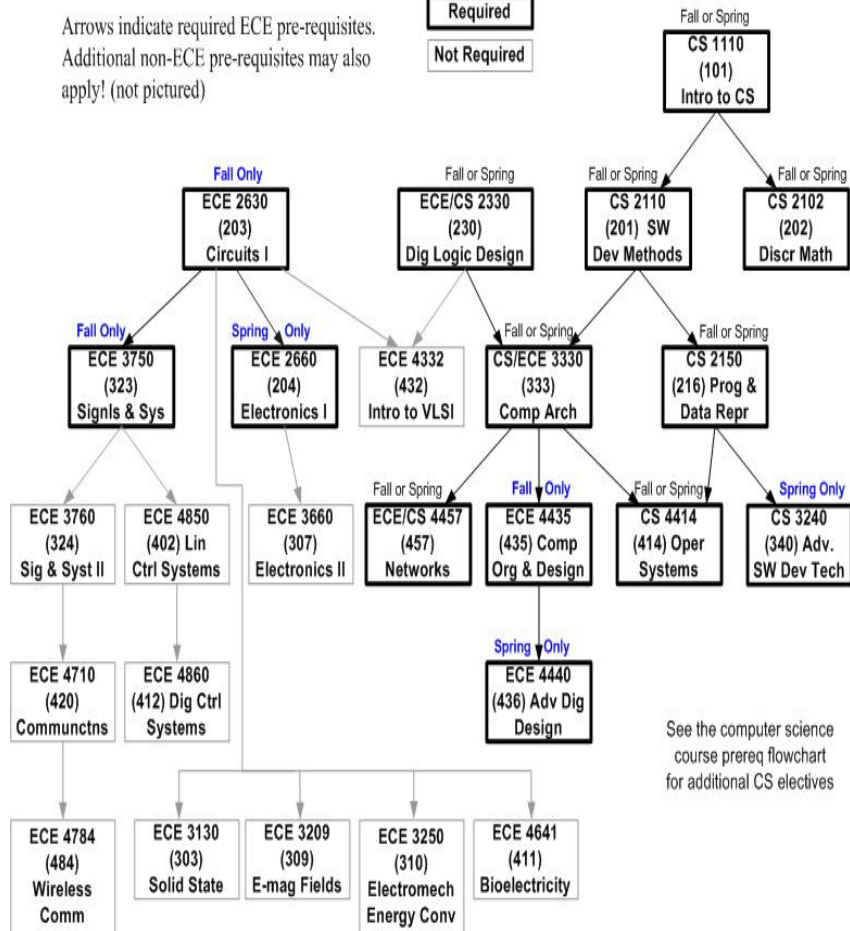 Arrows indicate required ECE pre-requisites.
Additional non-ECE pre-requisites may also
apply! (not pictured)
Required
Not Required
Fall or Spring
CS 1110
(101)
Intro to CS
Fall Only
ECE 2630
(203)
Circuits I
Fall or Spring
ECE/CS 2330
(230)
Dig Logic Design
Fall or Spring
CS 2110
(201) SW
Dev Methods
Fall or Spring
CS 2102
(202)
Discr Math
Fall Only
ECE 3750
(323)
Signls & Sys
Spring Only
ECE 2660
(204)
Electronics I
ECE 4332
(432)
Intro to VLSI
Fall or Spring
CS/ECE 3330
(333)
Comp Arch
Fall or Spring
CS 2150
(216) Prog &
Data Repr
ECE 3760
(324)
Sig & Syst II
ECE 4850
(402) Lin
Ctrl Systems
ECE 3660
(307)
Electronics II
Fall or Spring
ECE/CS 4457
(457)
Networks
Fall Only
ECE 4435
(435) Comp
Org & Design
Fall or Spring
CS 4414
(414) Oper
Systems
Spring Only
CS 3240
(340) Adv.
SW Dev Tech
ECE 4710
(420)
Communctns
ECE 4860
(412) Dig Ctrl
Systems
Spring Only
ECE 4440
(436) Adv Dig
Design
See the computer science
course prereq flowchart
for additional CS electives
ECE 4784
(484)
Wireless
Comm
ECE 3130
(303)
Solid State
ECE 3209
(309)
E-mag Fields
ECE 3250
(310)
Electromech
Energy Conv
ECE 4641
(411)
Bioelectricity